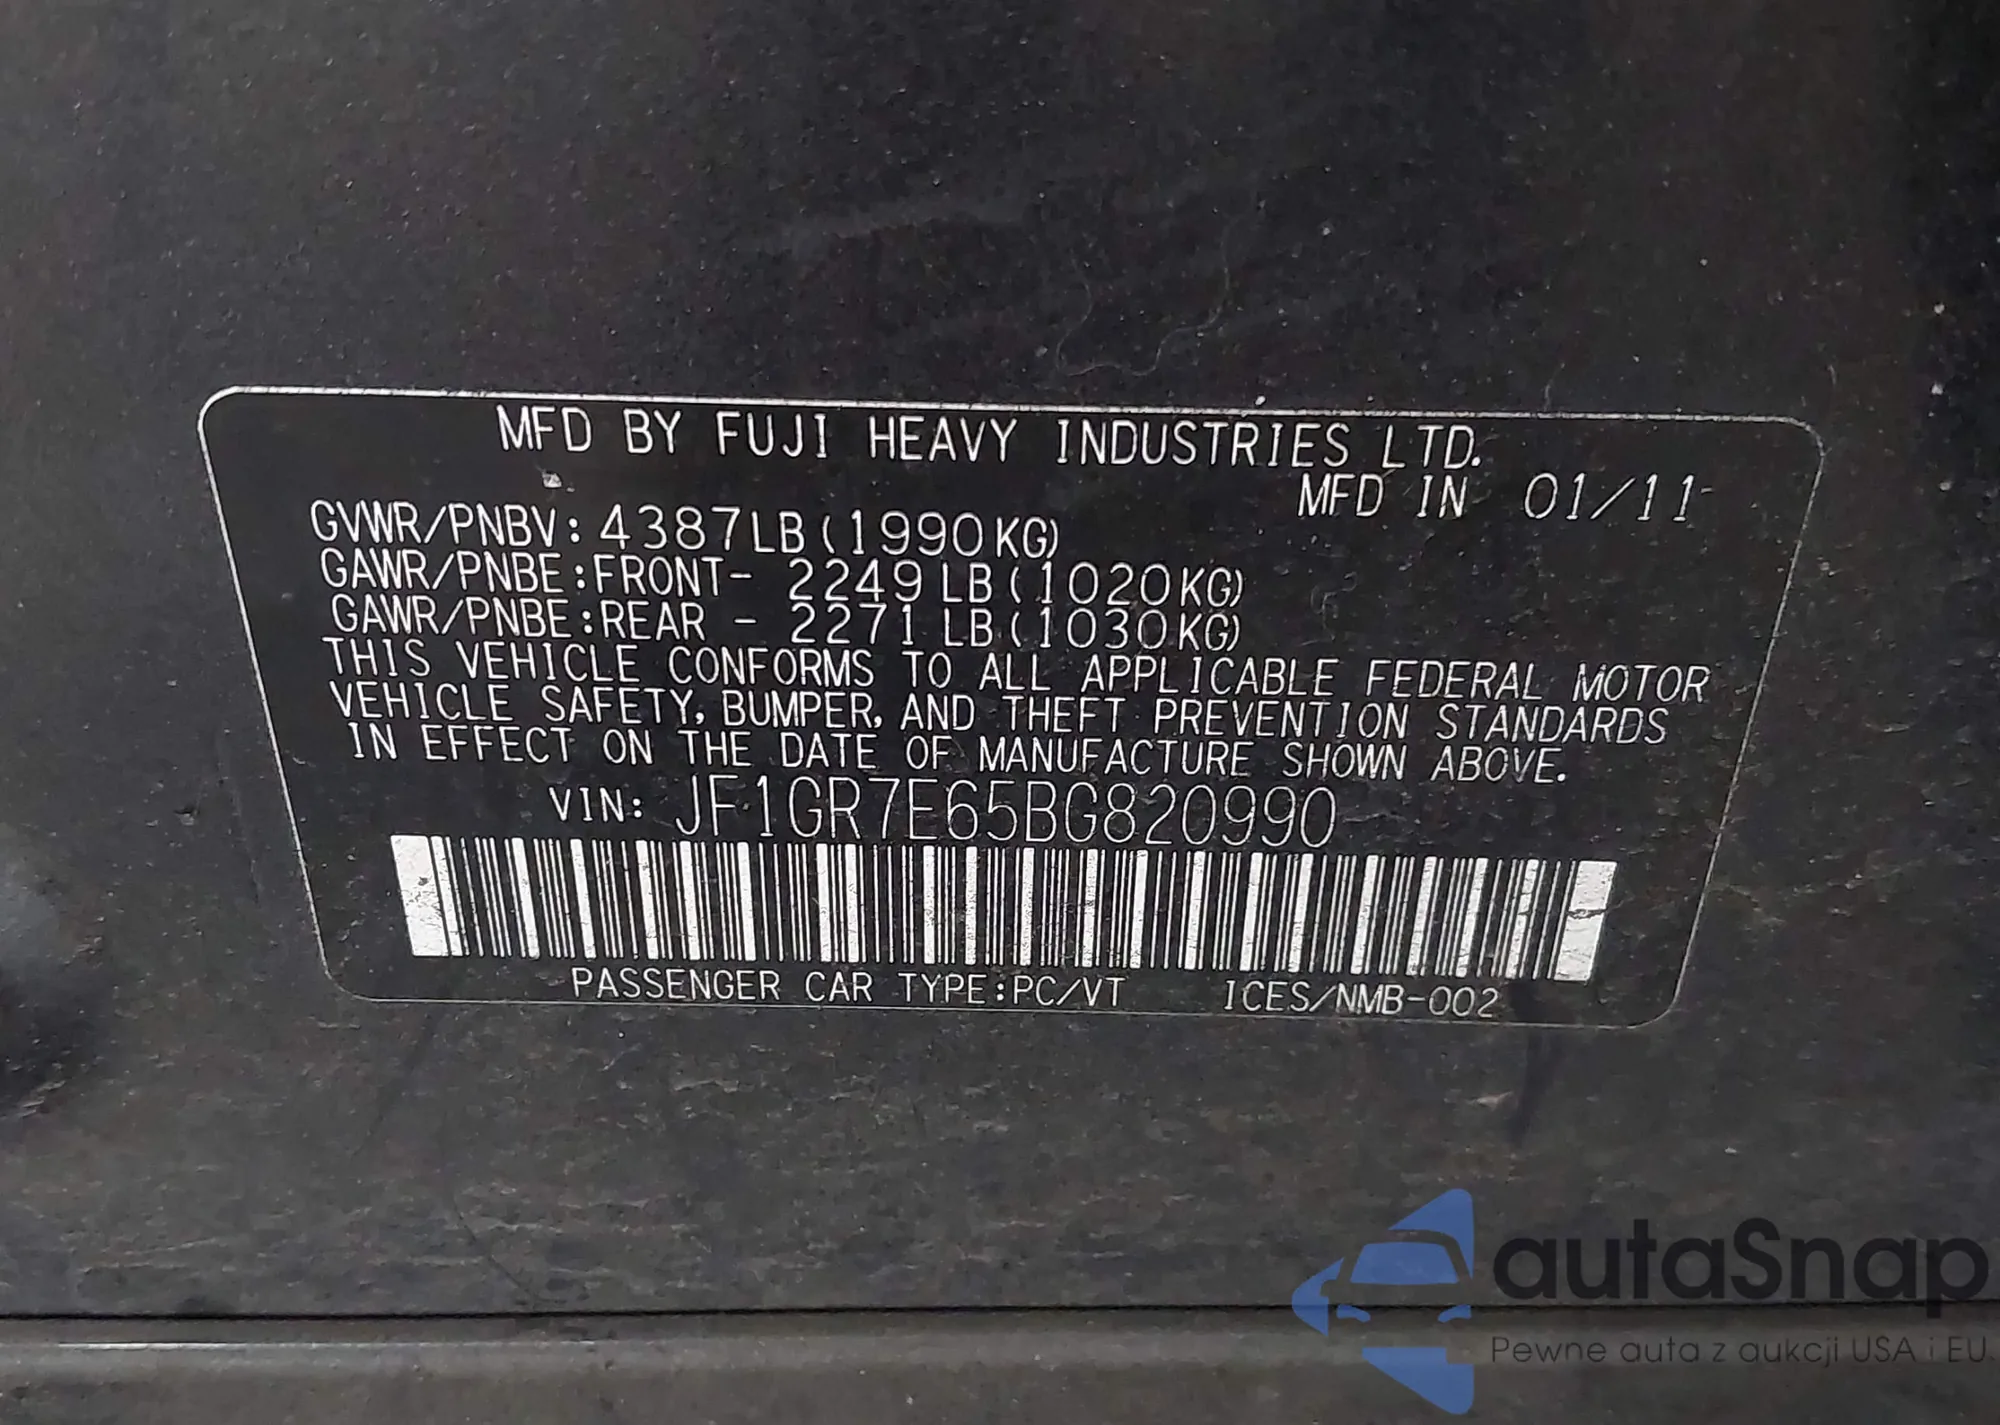 MFD BY FUJI HEAVY INDUSTRIES LTD.
MFD IN 01/11
GVWR/PNBV: 4387LB(1990KG)
GAWR/PNBE:FRONT- 2249LB(1020KG)
GAWR/PNBE:REAR - 2271LB(1030KG)
THIS VEHICLE CONFORMS TO ALL APPLICABLE FEDERAL MOTOR
VEHICLE SAFETY, BUMPER, AND THEFT PREVENTION STANDARDS
IN EFFECT ON THE DATE OF MANUFACTURE SHOWN ABOVE.
VIN: JF1GR7E65BG820990
PASSENGER CAR TYPE:PC/VT ICES/NMB-002
autaSnap
Pewne auta z aukcji USA i EU